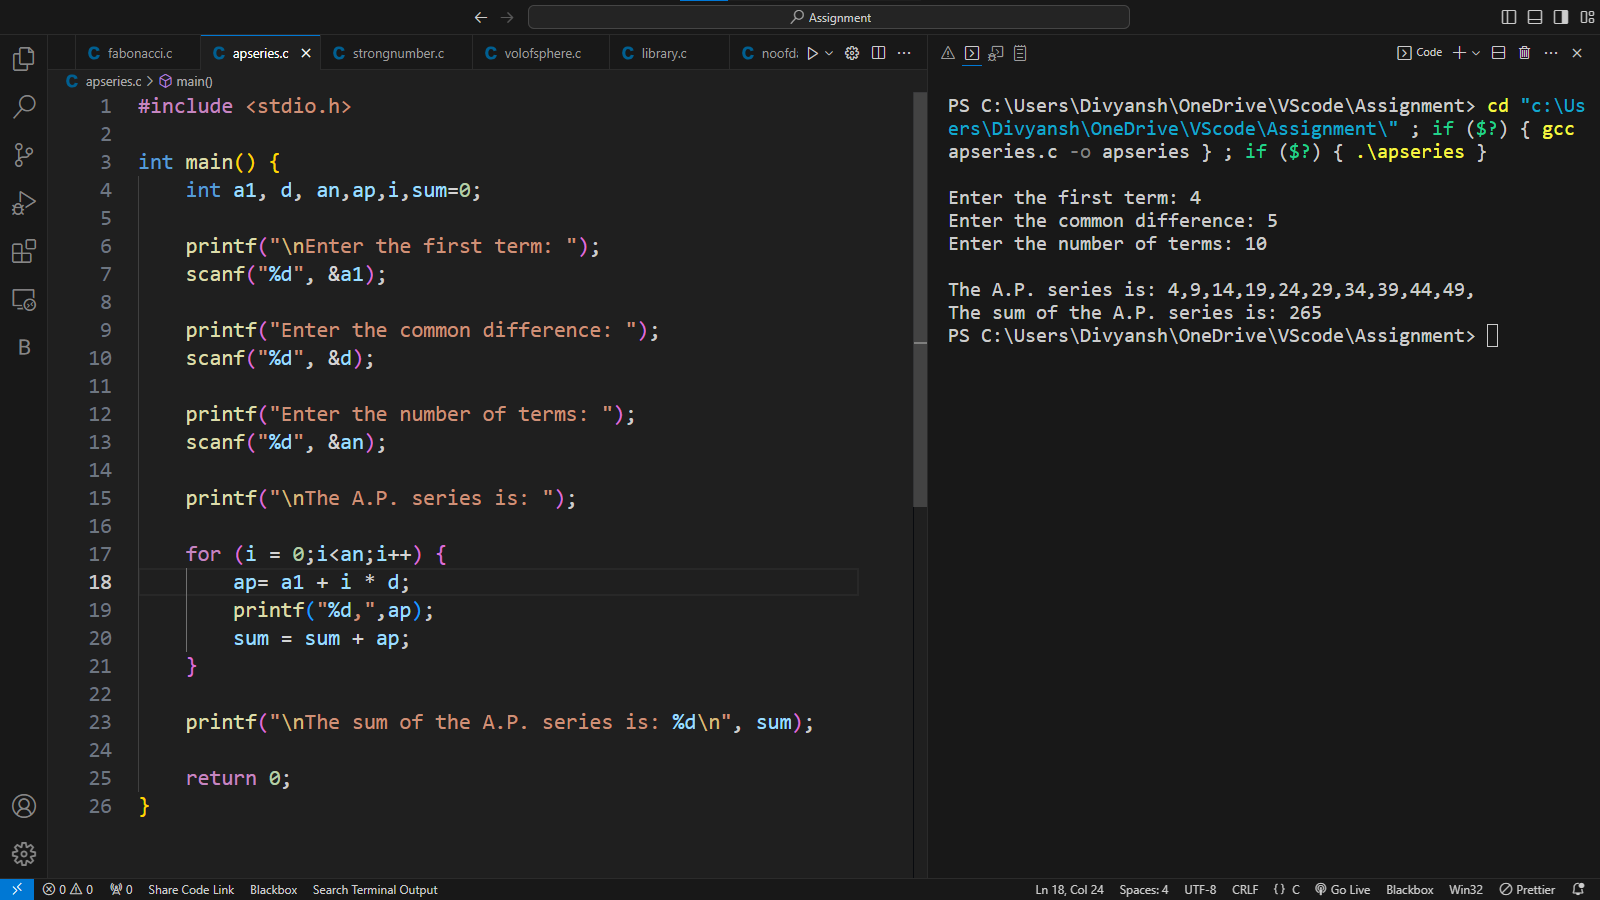 Assignment
fabonacci.c apseries.c strongnumber.c volofsphere.c library.c noofda
Code
apseries.c > main()
1 #include <stdio.h>
2
3 int main() {
4 int a1, d, an,ap,i,sum=0;
5
6 printf("\nEnter the first term: ");
7 scanf("%d", &a1);
8
9 printf("Enter the common difference: ");
10 scanf("%d", &d);
11
12 printf("Enter the number of terms: ");
13 scanf("%d", &an);
14
15 printf("\nThe A.P. series is: ");
16
17 for (i = 0;i<an;i++) {
18 ap= a1 + i * d;
19 printf("%d,",ap);
20 sum = sum + ap;
21 }
22
23 printf("\nThe sum of the A.P. series is: %d\n", sum);
24
25 return 0;
26 }
PS C:\Users\Divyansh\OneDrive\VScode\Assignment> cd "c:\Us
ers\Divyansh\OneDrive\VScode\Assignment\" ; if ($?) { gcc
apseries.c -o apseries } ; if ($?) { .\apseries }
Enter the first term: 4
Enter the common difference: 5
Enter the number of terms: 10
The A.P. series is: 4,9,14,19,24,29,34,39,44,49,
The sum of the A.P. series is: 265
PS C:\Users\Divyansh\OneDrive\VScode\Assignment>
B
0 0 0 Share Code Link Blackbox Search Terminal Output Ln 18, Col 24 Spaces: 4 UTF-8 CRLF {} C Go Live Blackbox Win32 Prettier